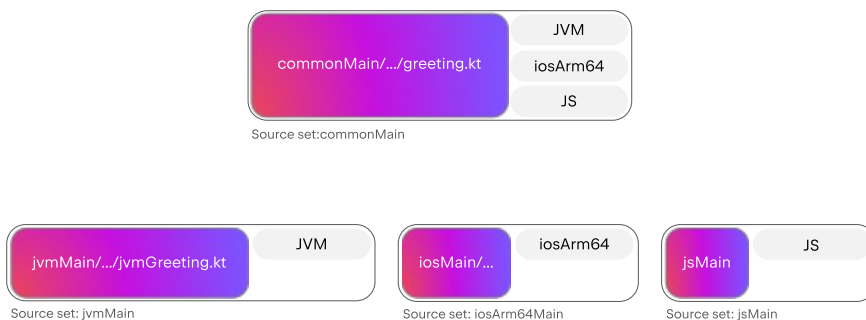 commonMain/.../greeting.kt
JVM
iosArm64
JS
Source set:commonMain
jvmMain/.../jvmGreeting.kt
JVM
iosMain/...
iosArm64
jsMain
JS
Source set: jvmMain
Source set: iosArm64Main
Source set: jsMain